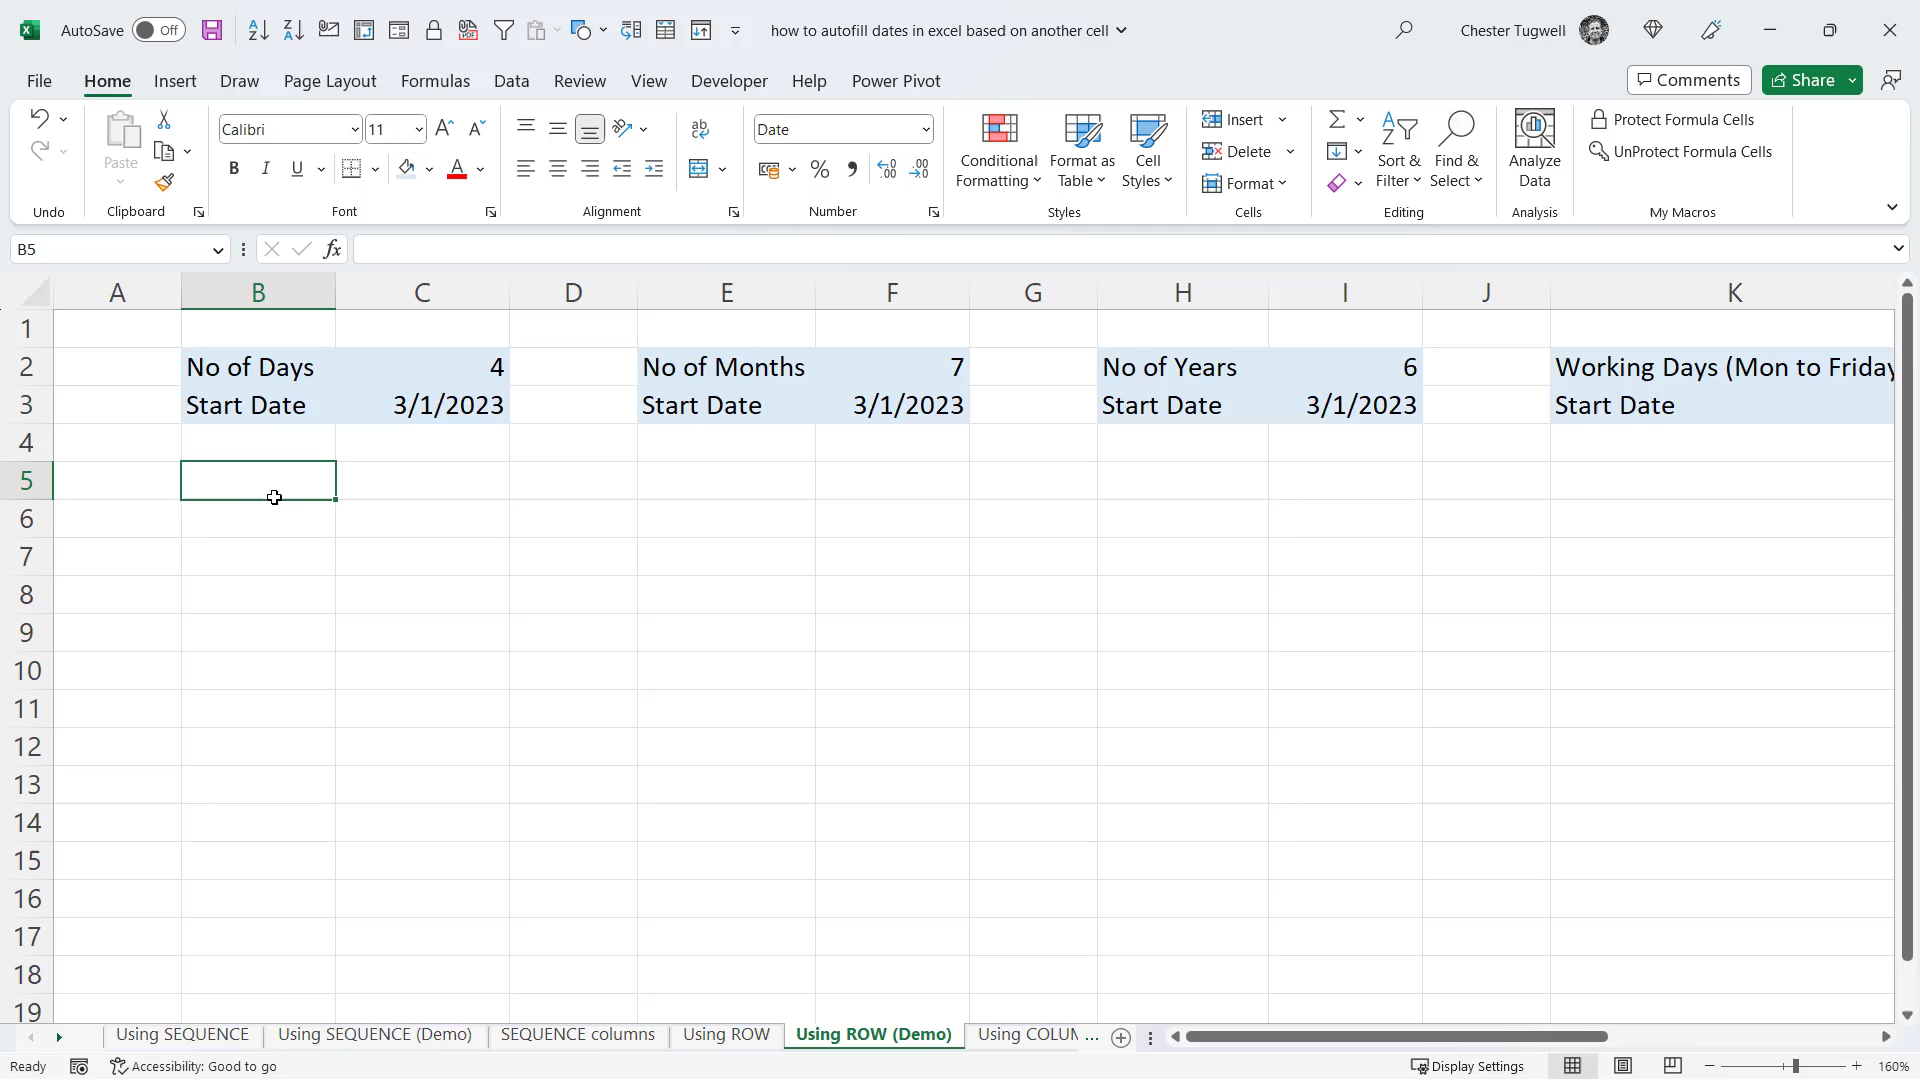 AutoSave Off how to autofill dates in excel based on another cell Chester Tugwell
File Home Insert Draw Page Layout Formulas Data Review View Developer Help Power Pivot Comments Share
Paste
Calibri 11
B I U
ab
Date
% 
Conditional Formatting
Format as Table
Cell Styles
Insert
Delete
Format
Sort & Filter
Find & Select
Analyze Data
Protect Formula Cells
UnProtect Formula Cells
Undo Clipboard Font Alignment Number Styles Cells Editing Analysis My Macros
B5 fx
A B C D E F G H I J K
1
2 No of Days 4 No of Months 7 No of Years 6 Working Days (Mon to Friday
3 Start Date 3/1/2023 Start Date 3/1/2023 Start Date 3/1/2023 Start Date
4
5
6
7
8
9
10
11
12
13
14
15
16
17
18
19
Using SEQUENCE Using SEQUENCE (Demo) SEQUENCE columns Using ROW Using ROW (Demo) Using COLUM ...
Ready Accessibility: Good to go Display Settings 160%